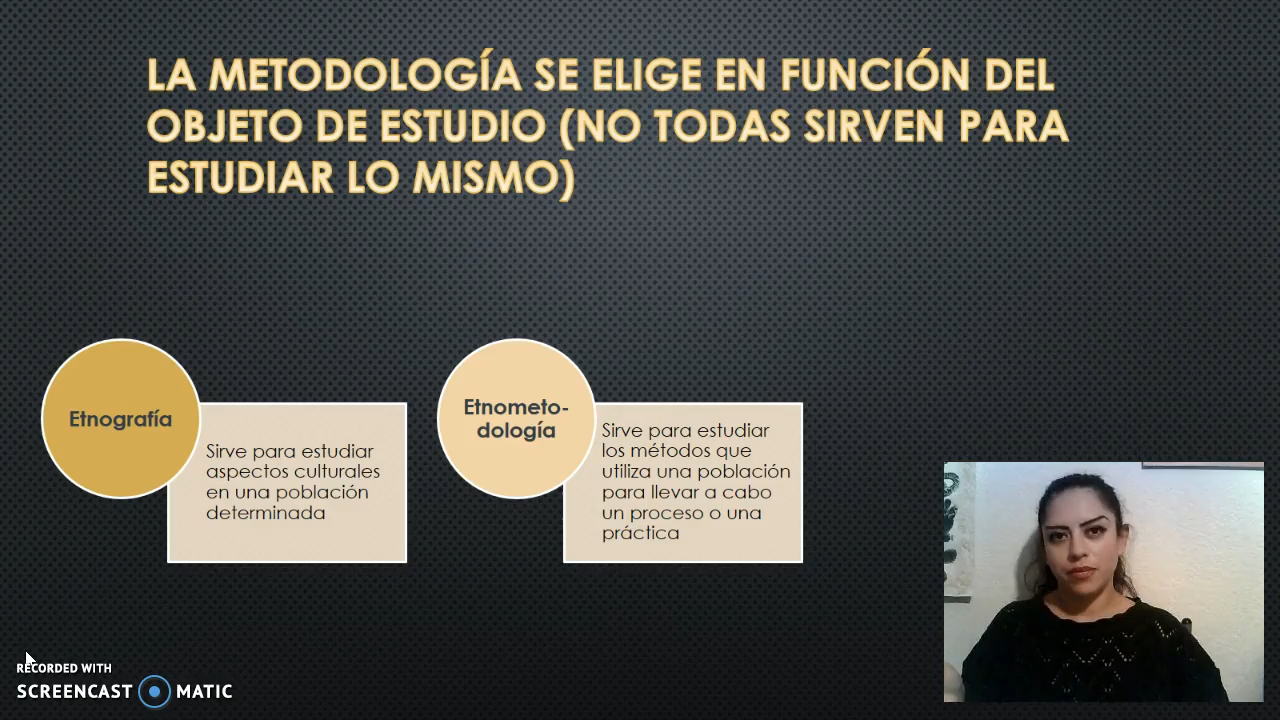 LA METODOLOGÍA SE ELIGE EN FUNCIÓN DEL
OBJETO DE ESTUDIO (NO TODAS SIRVEN PARA
ESTUDIAR LO MISMO)
Etnografía
Sirve para estudiar
aspectos culturales
en una población
determinada
Etnometo-
dología
Sirve para estudiar
los métodos que
utiliza una población
para llevar a cabo
un proceso o una
práctica
RECORDED WITH
SCREENCAST MATIC